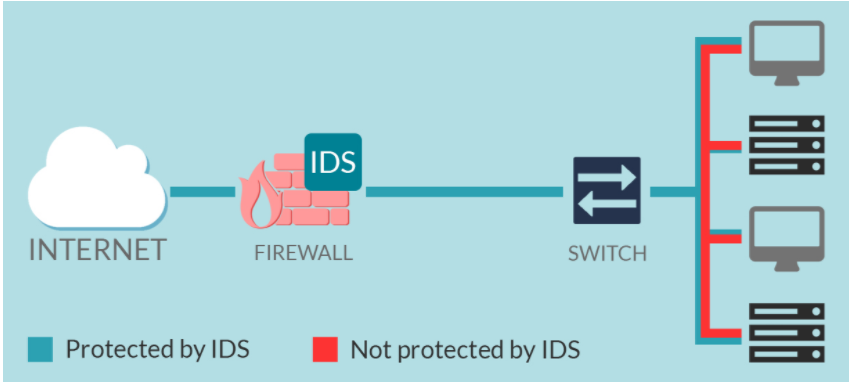 IDS
INTERNET
FIREWALL
SWITCH
Protected by IDS
Not protected by IDS